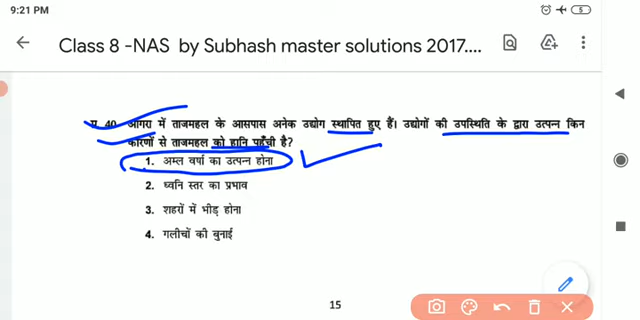 9:21 PM
5
Class 8 -NAS by Subhash master solutions 2017....
प्र. 40. आगरा में ताजमहल के आसपास अनेक उद्योग स्थापित हुए हैं। उद्योगों की उपस्थिति के द्वारा उत्पन्न किन
कारणों से ताजमहल को हानि पहुँची है?
1. अम्ल वर्षा का उत्पन्न होना
2. ध्वनि स्तर का प्रभाव
3. शहरों में भीड़ होना
4. गलीचों की बुनाई
15